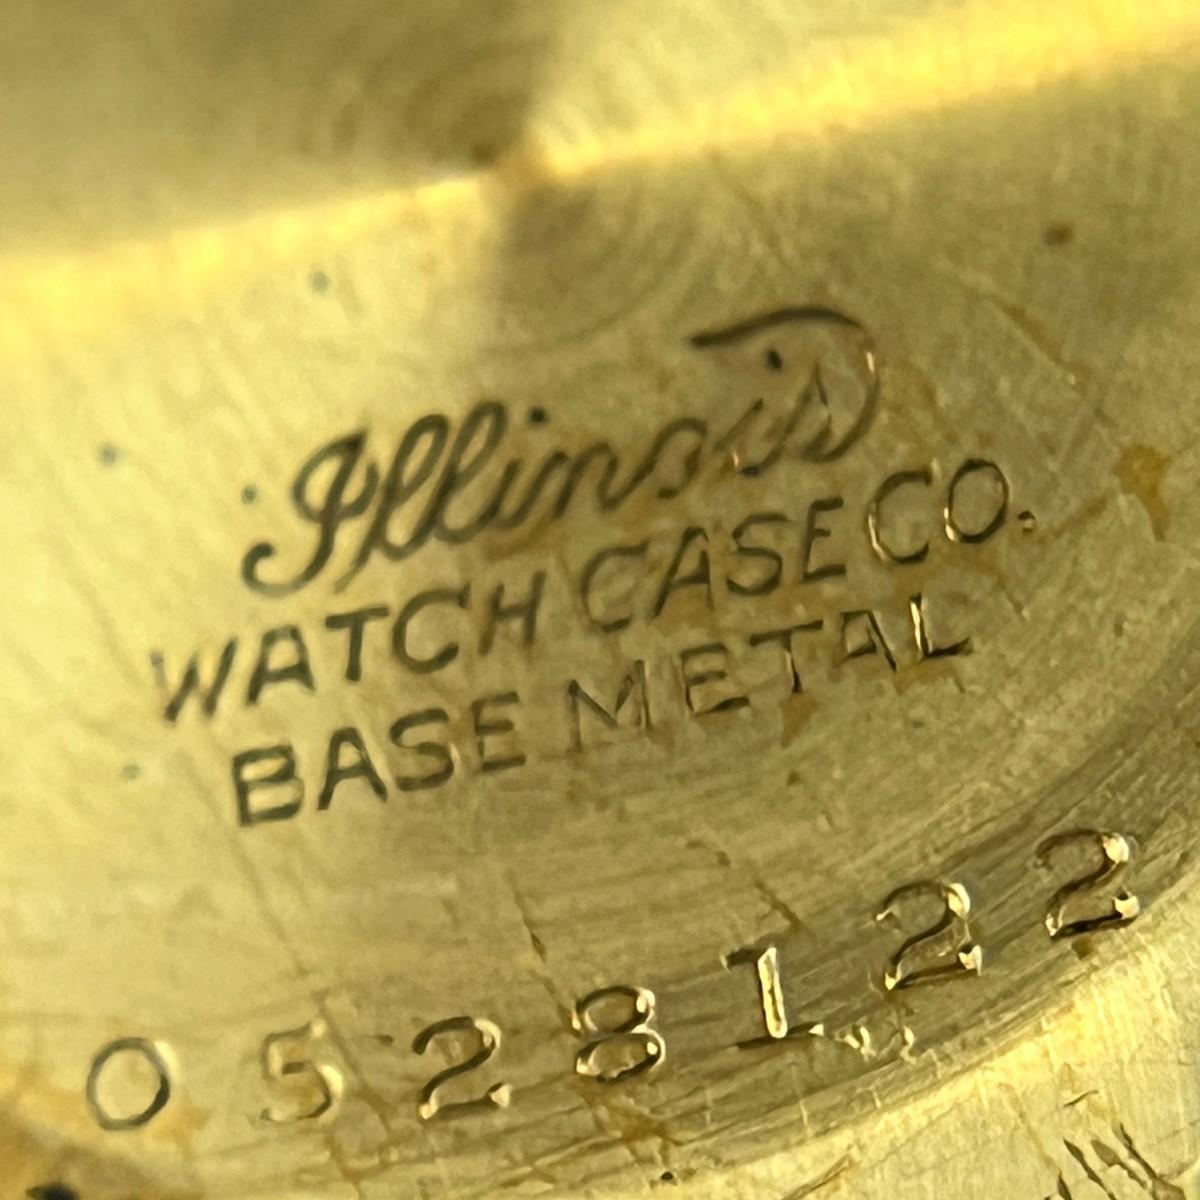 Illinois
WATCH CASE CO.
BASE METAL
0528122